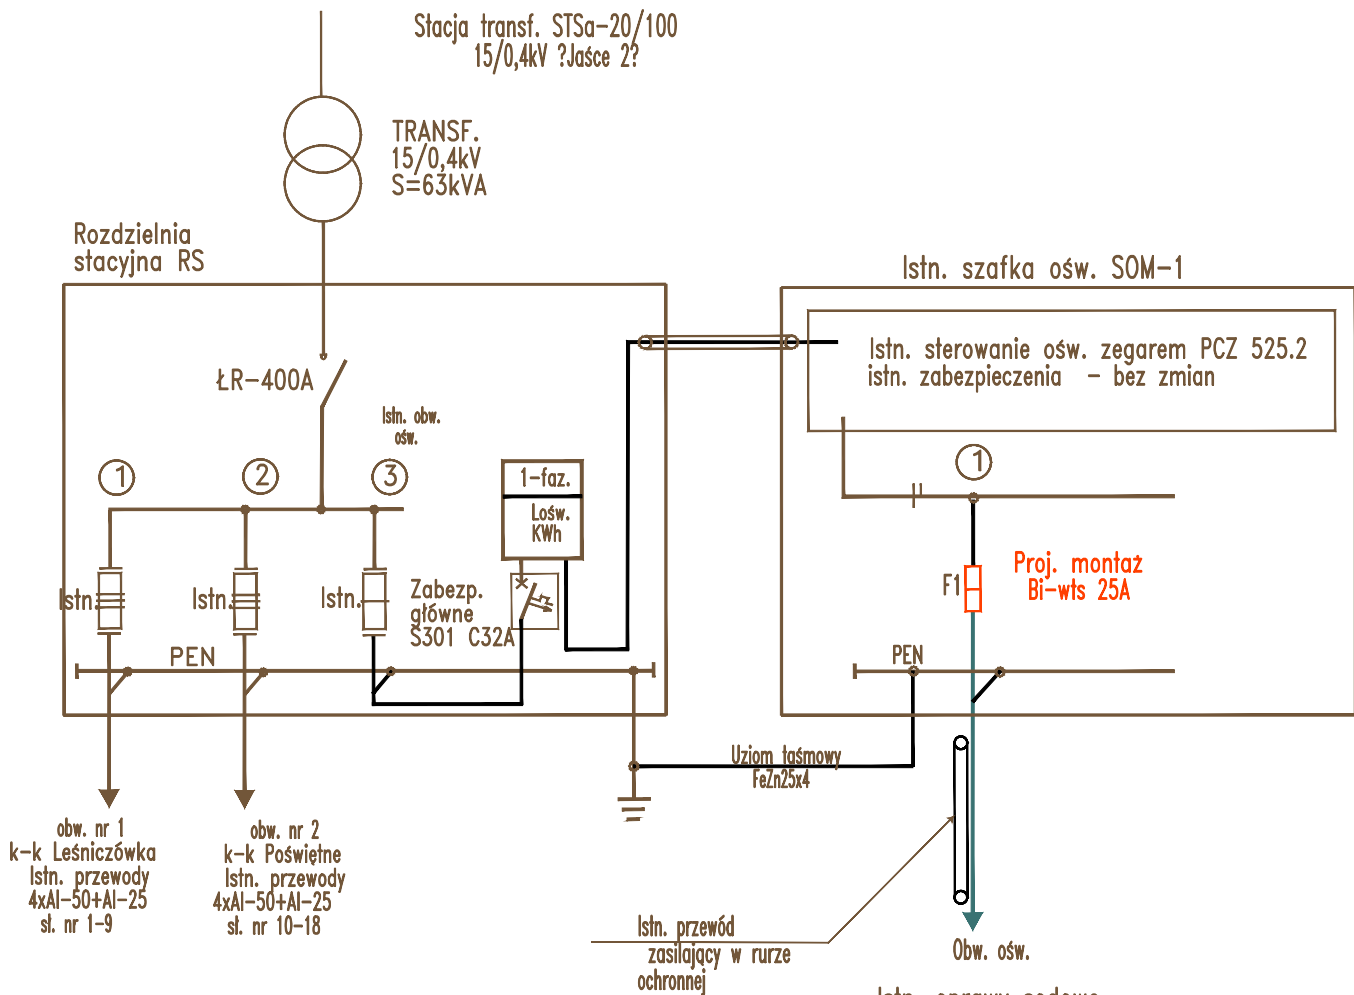 Stacja transf. STSa-20/100
15/0,4kV ?Jaśce 2?
TRANSF.
15/0,4kV
S=63kVA
Rozdzielnia
stacyjna RS
Istn. szafka ośw. SOM-1
Istn. sterowanie ośw. zegarem PCZ 525.2
istn. zabezpieczenia - bez zmian
ŁR-400A
Istn. obw.
ośw.
1
2
3
1-faz.
Lośw.
KWh
1
Istn.
Istn.
Istn.
Zabezp.
główne
S301 C32A
F1
Proj. montaż
Bi-wts 25A
PEN
PEN
Uziom taśmowy
FeZn25x4
obw. nr 1
k-k Leśniczówka
Istn. przewody
4xAl-50+Al-25
sł. nr 1-9
obw. nr 2
k-k Poświętne
Istn. przewody
4xAl-50+Al-25
sł. nr 10-18
Istn. przewód
zasilający w rurze
ochronnej
Obw. ośw.
Istn. oprawy sodowe